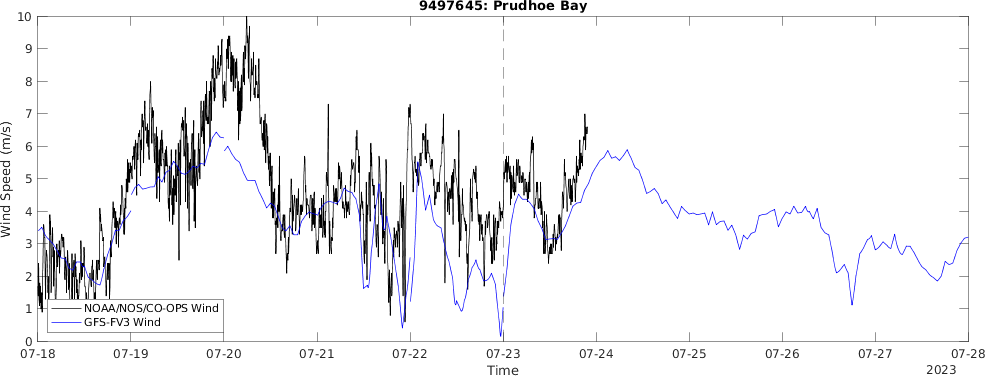 9497645: Prudhoe Bay
10
9
8
7
6
5
4
3
2
1
0
Wind Speed (m/s)
NOAA/NOS/CO-OPS Wind
GFS-FV3 Wind
07-18 07-19 07-20 07-21 07-22 07-23 07-24 07-25 07-26 07-27 07-28
Time
2023